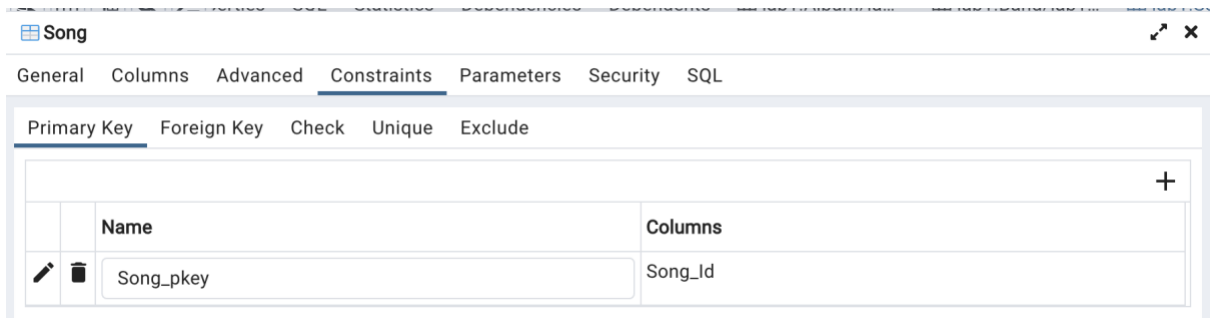 Song
General Columns Advanced Constraints Parameters Security SQL
Primary Key Foreign Key Check Unique Exclude
Name Columns
Song_pkey Song_Id